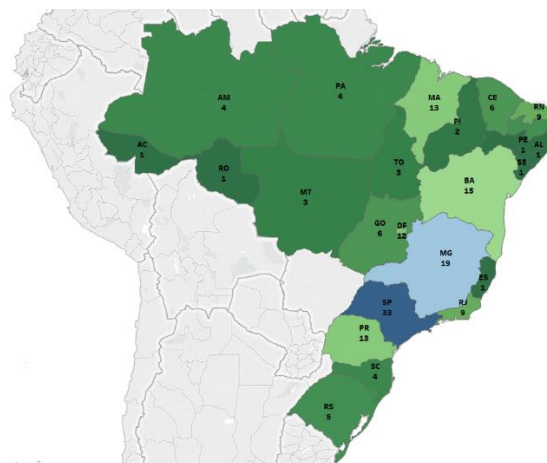 PA
4
AM
4
MA
13
CE
6
RN
9
PI
2
PE
1
AL
1
SE
1
AC
1
RO
1
TO
3
MT
3
BA
15
GO
6
DF
12
MG
19
ES
1
SP
33
RJ
9
PR
13
SC
4
RS
5